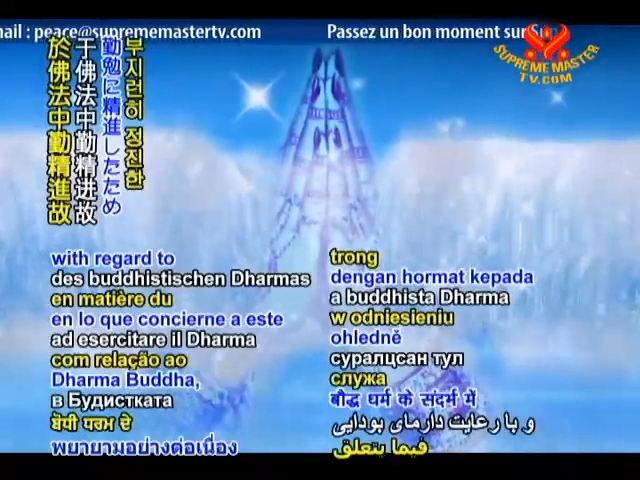 ail : peace@suprememastertv.com
Passez un bon moment sur
SUPREME MASTER
TV.COM
부지런히 정진한
勤勉に精進したため
于佛法中勤精进故
於佛法中勤精進故
with regard to
des buddhistischen Dharmas
en matière du
en lo que concierne a este
ad esercitare il Dharma
com relação ao
Dharma Buddha,
в Будистката
ਬੋਧੀ ਧਰਮ ਦੇ
พยายามอย่างต่อเนื่อง
trong
dengan hormat kepada
a buddhista Dharma
w odniesieniu
ohledně
суралцсан тул
служа
बौद्ध धर्म के संदर्भ में
و با رعایت دارمای بودایی
فيما يتعلق